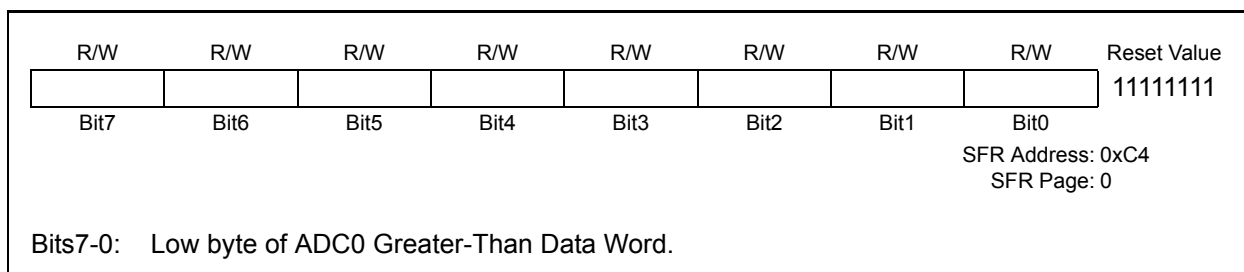 R/W R/W R/W R/W R/W R/W R/W R/W Reset Value
11111111
Bit7 Bit6 Bit5 Bit4 Bit3 Bit2 Bit1 Bit0
SFR Address: 0xC4
SFR Page: 0
Bits7-0: Low byte of ADC0 Greater-Than Data Word.